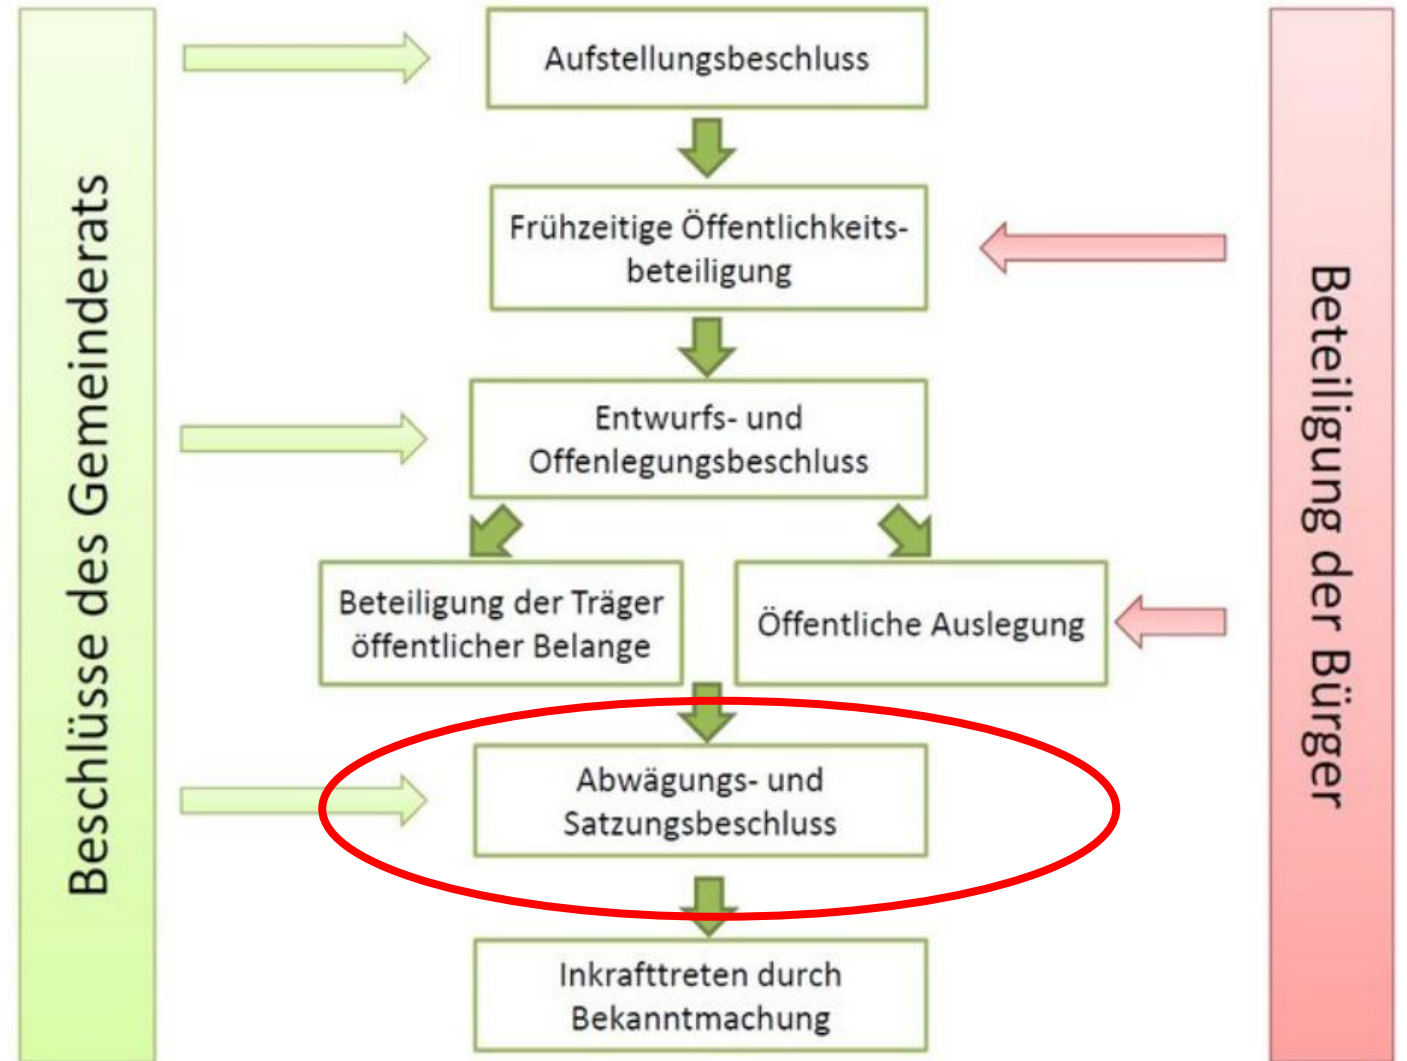 Beschlüsse des Gemeinderats
Aufstellungsbeschluss
Frühzeitige Öffentlichkeits-
beteiligung
Entwurfs- und
Offenlegungsbeschluss
Beteiligung der Träger
öffentlicher Belange
Öffentliche Auslegung
Abwägungs- und
Satzungsbeschluss
Inkrafttreten durch
Bekanntmachung
Beteiligung der Bürger